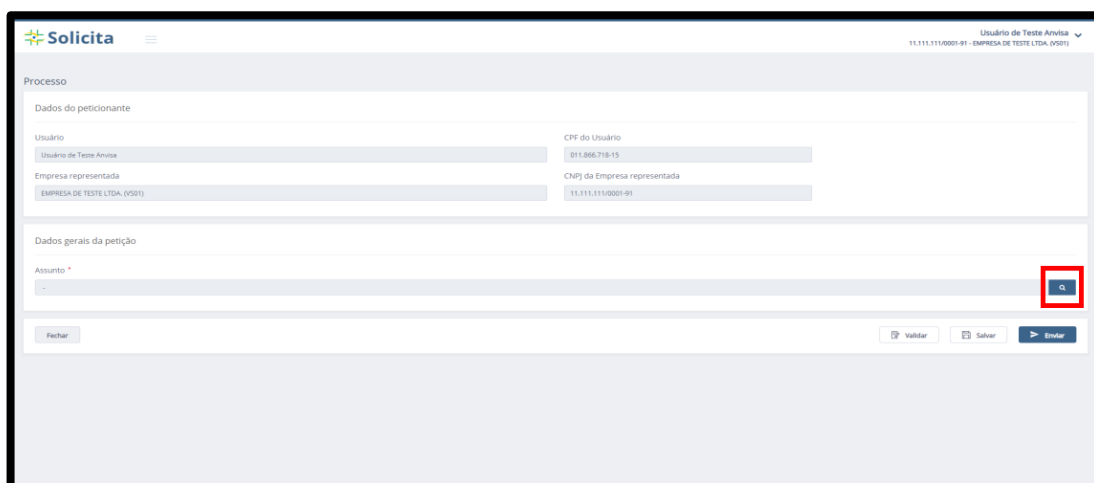 Solicita
Usuário de Teste Anvisa
11.111.111/0001-91 - EMPRESA DE TESTE LTDA. (VS01)
Processo
Dados do peticionante
Usuário
CPF do Usuário
Usuário de Teste Anvisa
011.866.718-15
Empresa representada
CNPJ da Empresa representada
EMPRESA DE TESTE LTDA. (VS01)
11.111.111/0001-91
Dados gerais da petição
Assunto *
-
Fechar
Validar
Salvar
Enviar